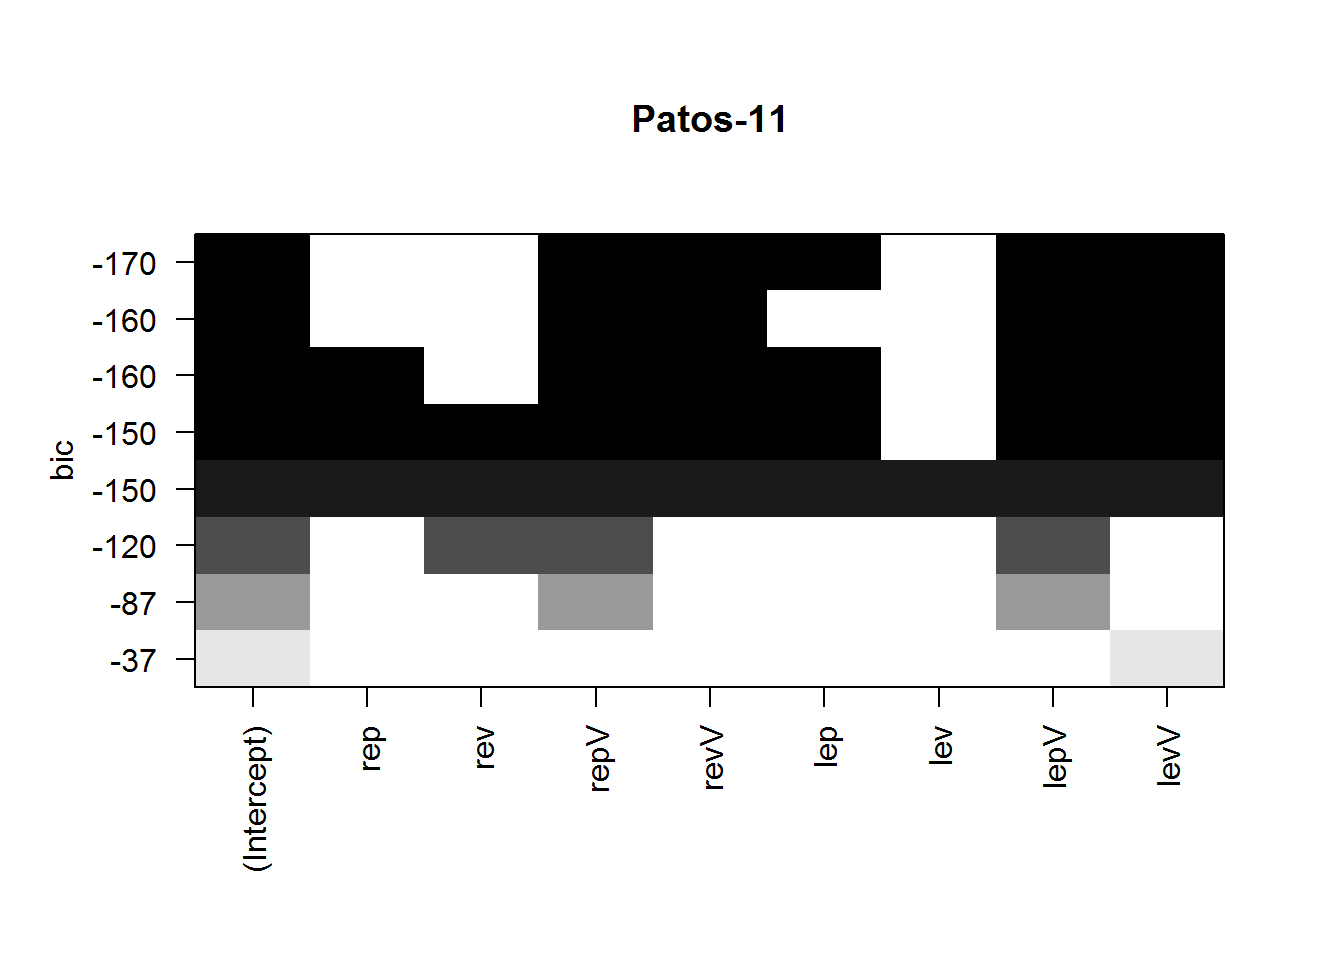 Patos-11
bic
-170
-160
-160
-150
-150
-120
-87
-37
(Intercept)
rep
rev
repV
revV
lep
lev
lepV
levV